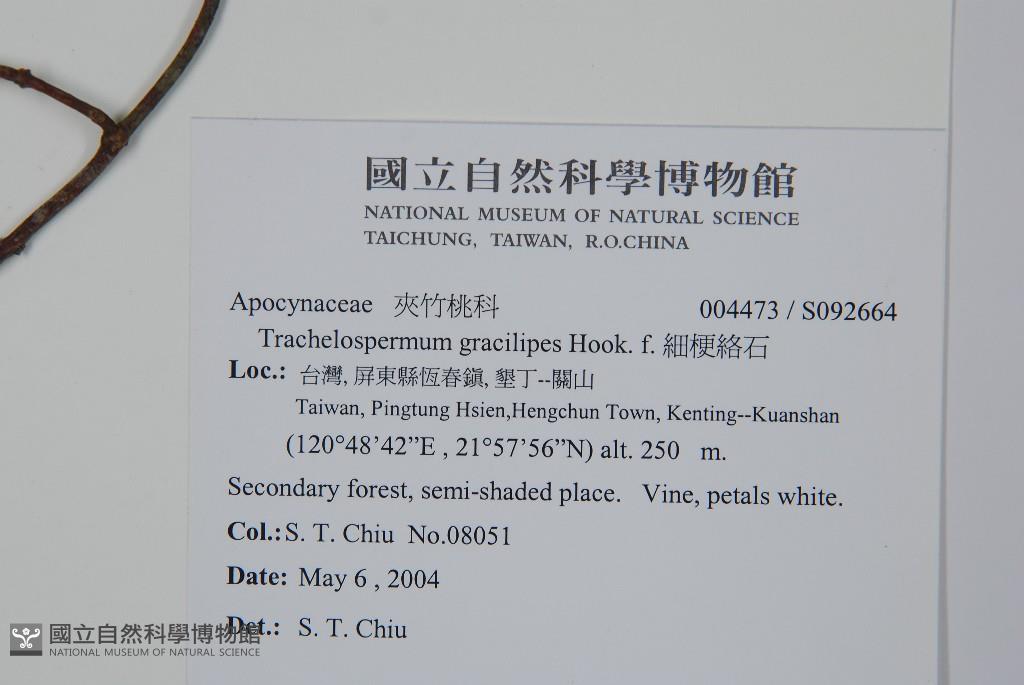 國立自然科學博物館
NATIONAL MUSEUM OF NATURAL SCIENCE
TAICHUNG, TAIWAN, R.O.CHINA
Apocynaceae 夾竹桃科 004473 / S092664
Trachelospermum gracilipes Hook. f. 細梗絡石
Loc.: 台灣, 屏東縣恆春鎮, 墾丁--關山
Taiwan, Pingtung Hsien,Hengchun Town, Kenting--Kuanshan
(120°48’42”E , 21°57’56”N) alt. 250 m.
Secondary forest, semi-shaded place. Vine, petals white.
Col.: S. T. Chiu No.08051
Date: May 6 , 2004
Det.: S. T. Chiu
國立自然科學博物館
NATIONAL MUSEUM OF NATURAL SCIENCE